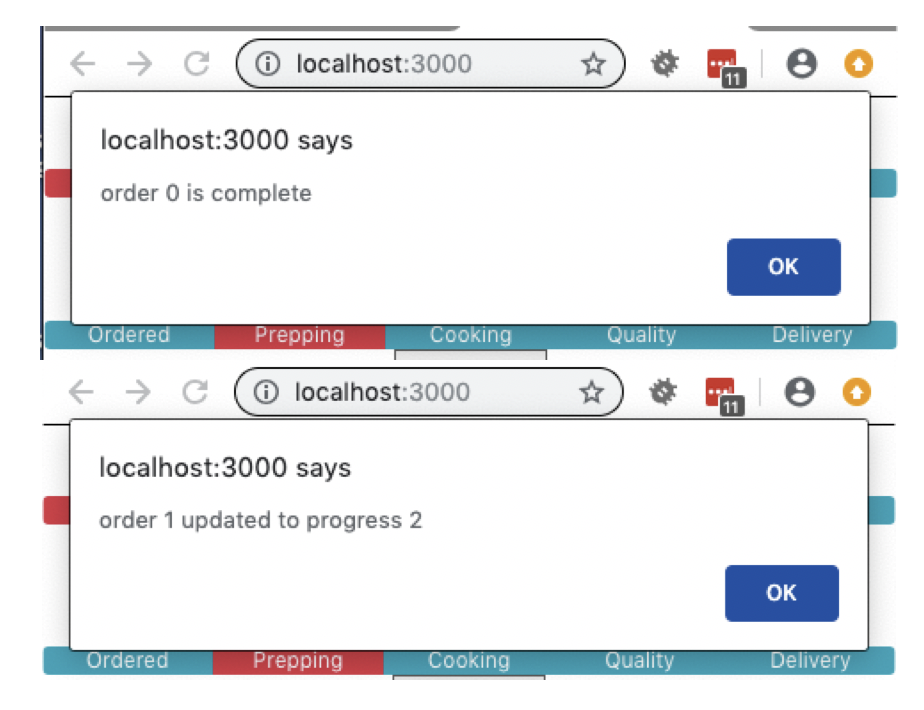 localhost:3000
11
localhost:3000 says
order 0 is complete
OK
Ordered Prepping Cooking Quality Delivery
localhost:3000
11
localhost:3000 says
order 1 updated to progress 2
OK
Ordered Prepping Cooking Quality Delivery